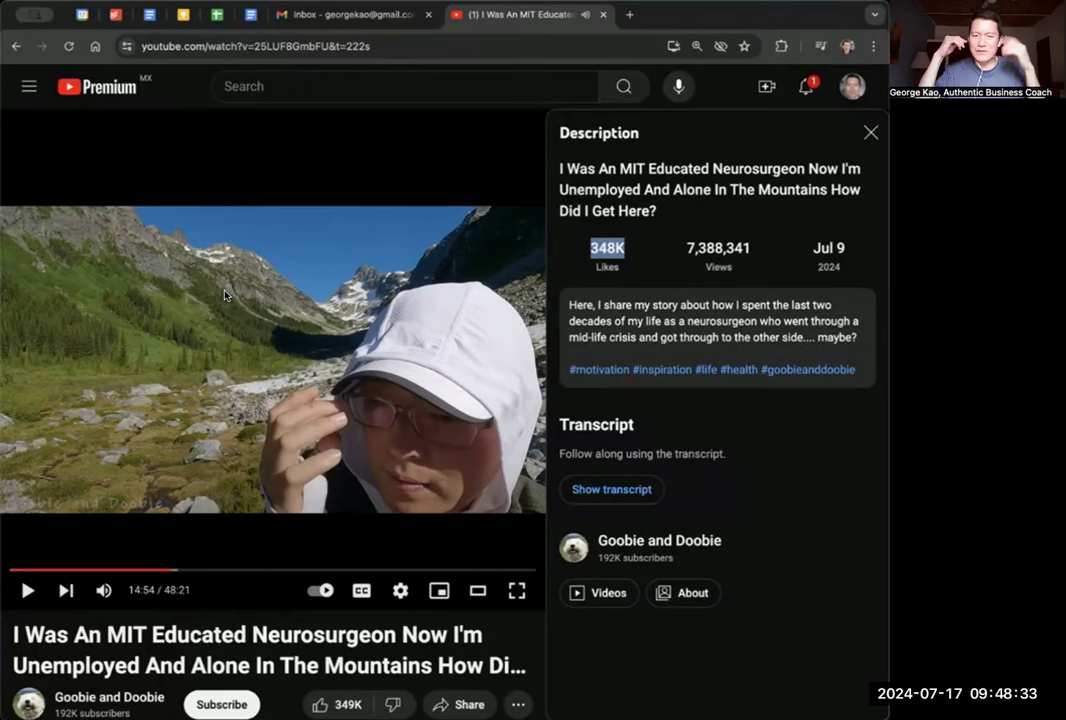 Inbox - georgekao@gmail.co
(1) I Was An MIT Educate
youtube.com/watch?v=25LUF8GmbFU&t=222s
Premium MX
Search
1
George Kao, Authentic Business Coach
Description
I Was An MIT Educated Neurosurgeon Now I'm
Unemployed And Alone In The Mountains How
Did I Get Here?
348K 7,388,341 Jul 9
Likes Views 2024
Here, I share my story about how I spent the last two
decades of my life as a neurosurgeon who went through a
mid-life crisis and got through to the other side.... maybe?
#motivation #inspiration #life #health #goobieanddoobie
Transcript
Follow along using the transcript.
Show transcript
Goobie and Doobie
192K subscribers
Videos About
Goobie and Doobie
14:54 / 48:21
CC
I Was An MIT Educated Neurosurgeon Now I'm
Unemployed And Alone In The Mountains How Di...
Goobie and Doobie
192K subscribers
Subscribe
349K
Share
2024-07-17 09:48:33